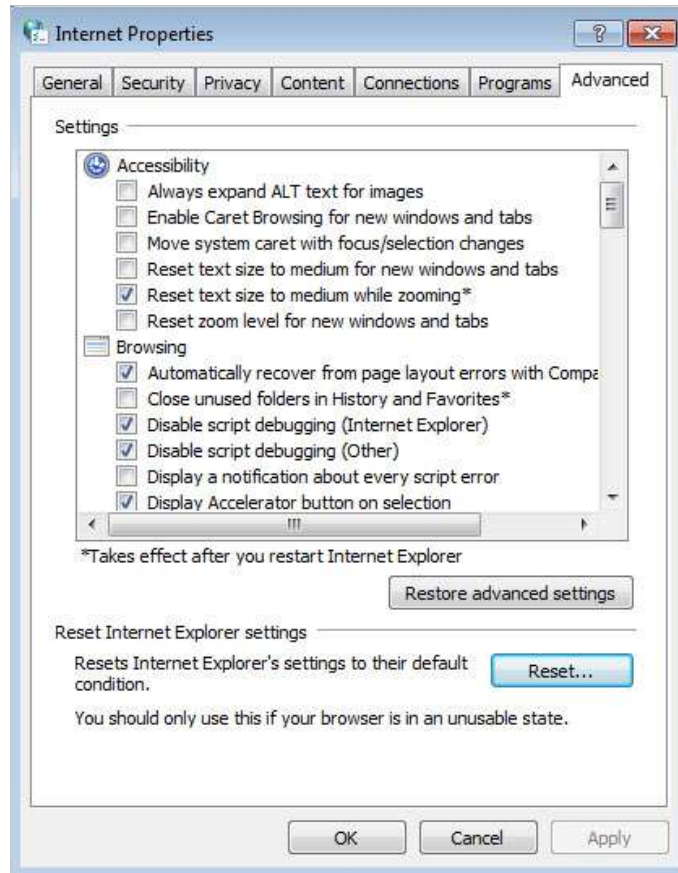 Internet Properties
General Security Privacy Content Connections Programs Advanced
Settings
Accessibility
Always expand ALT text for images
Enable Caret Browsing for new windows and tabs
Move system caret with focus/selection changes
Reset text size to medium for new windows and tabs
Reset text size to medium while zooming*
Reset zoom level for new windows and tabs
Browsing
Automatically recover from page layout errors with Compa
Close unused folders in History and Favorites*
Disable script debugging (Internet Explorer)
Disable script debugging (Other)
Display a notification about every script error
Display Accelerator button on selection
*Takes effect after you restart Internet Explorer
Restore advanced settings
Reset Internet Explorer settings
Resets Internet Explorer's settings to their default
condition.
Reset...
You should only use this if your browser is in an unusable state.
OK Cancel Apply